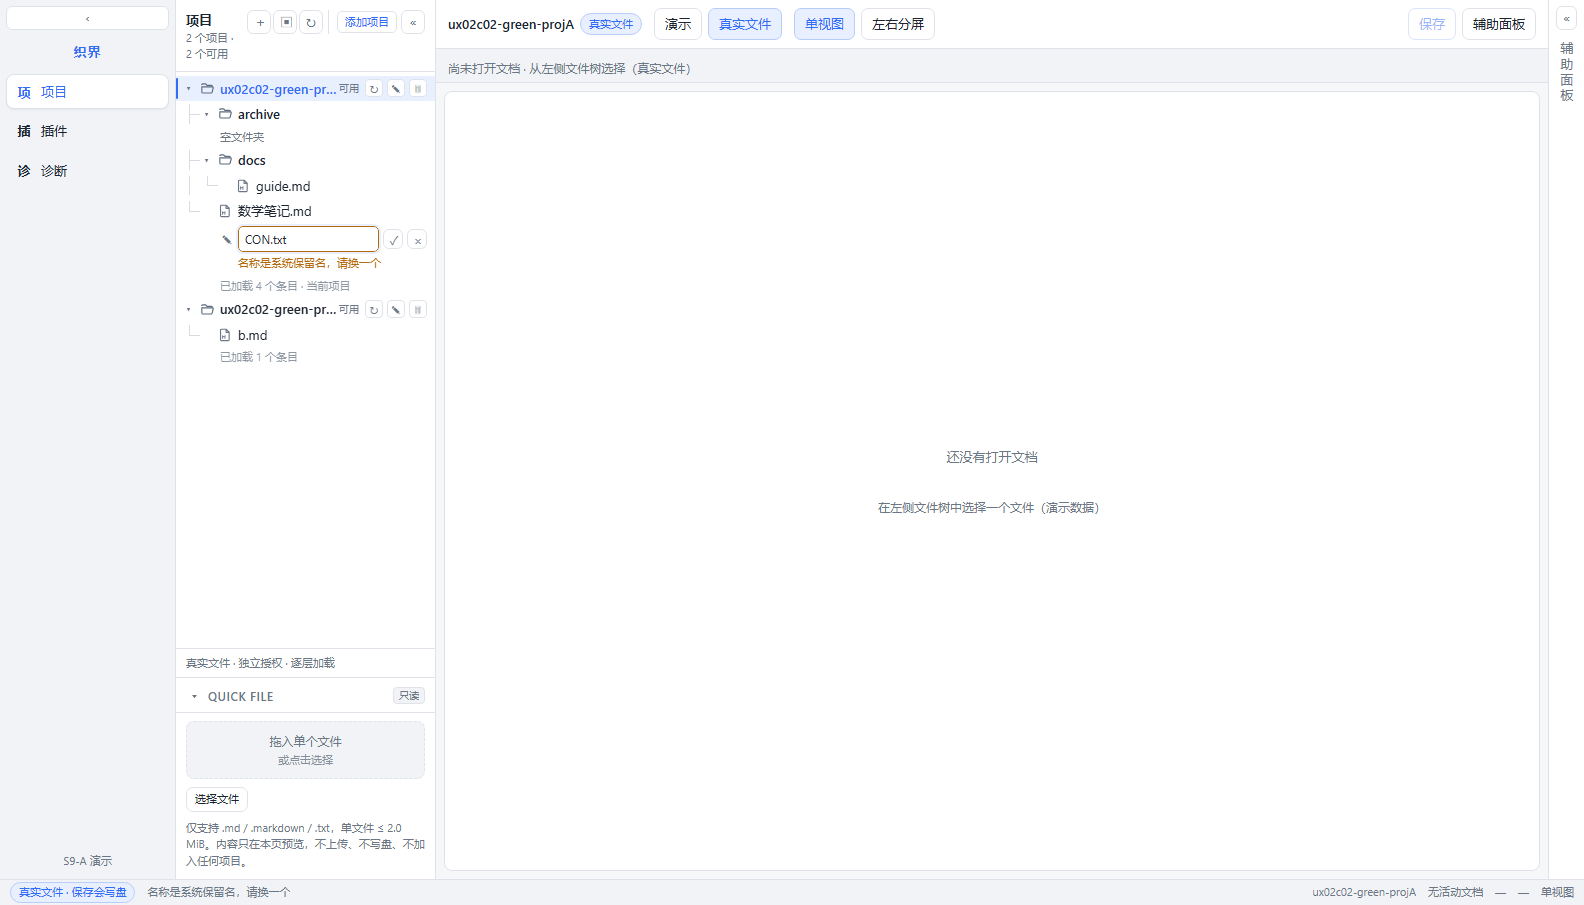 ‹
织界
项 项目
插 插件
诊 诊断
S9-A 演示
项目
2 个项目 ·
2 个可用
+
↻
添加项目
«
ux02c02-green-pr... 可用 ↻
archive
空文件夹
docs
guide.md
数学笔记.md
CON.txt ✓ ×
名称是系统保留名，请换一个
已加载 4 个条目 · 当前项目
ux02c02-green-pr... 可用 ↻
b.md
已加载 1 个条目
真实文件 · 独立授权 · 逐层加载
QUICK FILE 只读
拖入单个文件
或点击选择
选择文件
仅支持 .md / .markdown / .txt，单文件 ≤ 2.0
MiB。内容只在本页预览，不上传、不写盘、不加
入任何项目。
ux02c02-green-projA 真实文件 演示 真实文件 单视图 左右分屏 保存 辅助面板
尚未打开文档 · 从左侧文件树选择（真实文件）
还没有打开文档
在左侧文件树中选择一个文件（演示数据）
«
辅助面板
真实文件 · 保存会写盘 名称是系统保留名，请换一个
ux02c02-green-projA 无活动文档 — — 单视图